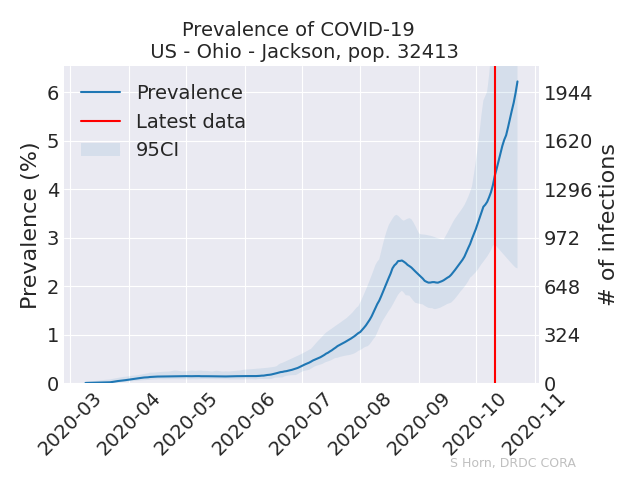 Prevalence of COVID-19
US - Ohio - Jackson, pop. 32413
Prevalence
Latest data
95CI
Prevalence (%)
6
5
4
3
2
1
0
1944
1620
1296
972
648
324
0
# of infections
2020-03
2020-04
2020-05
2020-06
2020-07
2020-08
2020-09
2020-10
2020-11
S Horn, DRDC CORA